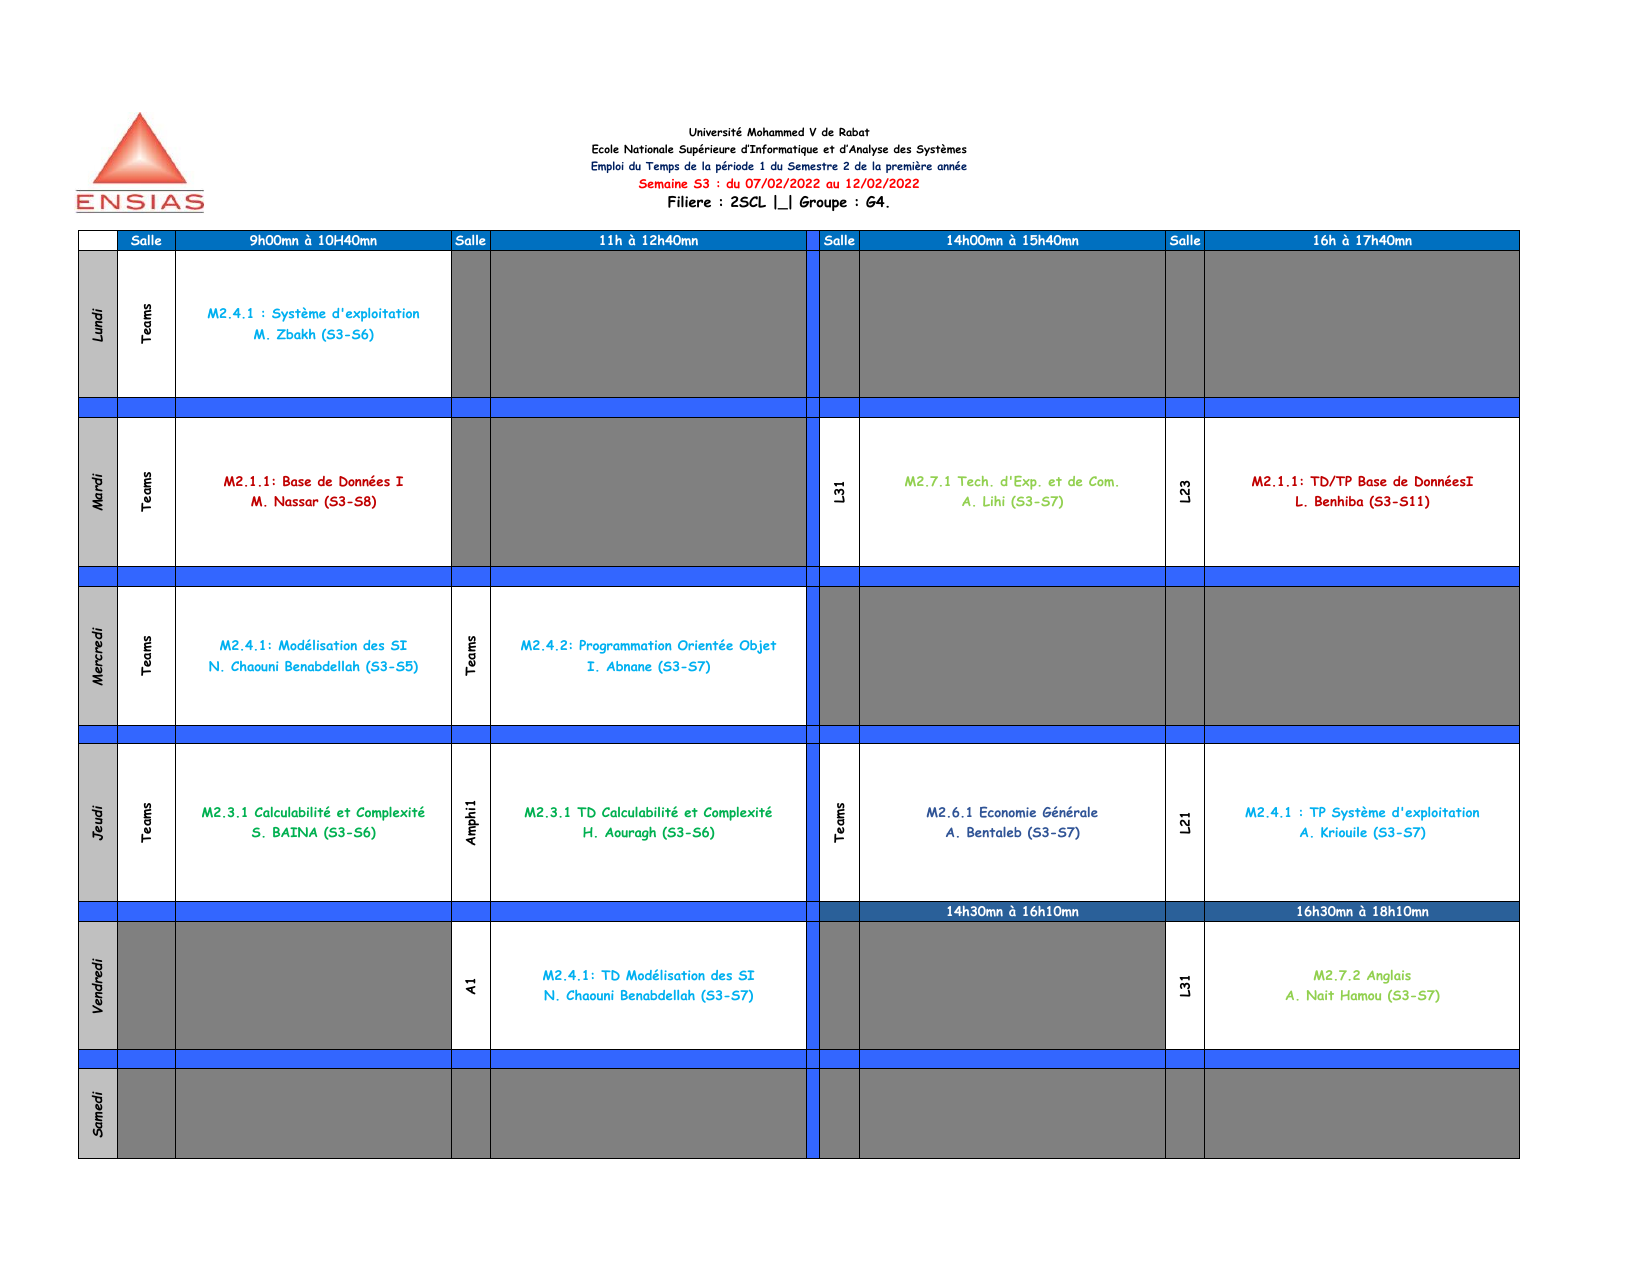 ENSIAS
Université Mohammed V de Rabat
Ecole Nationale Supérieure d’Informatique et d’Analyse des Systèmes
Emploi du Temps de la période 1 du Semestre 2 de la première année
Semaine S3 : du 07/02/2022 au 12/02/2022
Filiere : 2SCL |_| Groupe : G4.
Salle 9h00mn à 10H40mn Salle 11h à 12h40mn Salle 14h00mn à 15h40mn Salle 16h à 17h40mn
Lundi
Teams
M2.4.1 : Système d'exploitation
M. Zbakh (S3-S6)
Mardi
Teams
M2.1.1: Base de Données I
M. Nassar (S3-S8)
L31
M2.7.1 Tech. d'Exp. et de Com.
A. Lihi (S3-S7)
L23
M2.1.1: TD/TP Base de DonnéesI
L. Benhiba (S3-S11)
Mercredi
Teams
M2.4.1: Modélisation des SI
N. Chaouni Benabdellah (S3-S5)
Teams
M2.4.2: Programmation Orientée Objet
I. Abnane (S3-S7)
Jeudi
Teams
M2.3.1 Calculabilité et Complexité
S. BAINA (S3-S6)
Amphi1
M2.3.1 TD Calculabilité et Complexité
H. Aouragh (S3-S6)
Teams
M2.6.1 Economie Générale
A. Bentaleb (S3-S7)
L21
M2.4.1 : TP Système d'exploitation
A. Kriouile (S3-S7)
14h30mn à 16h10mn 16h30mn à 18h10mn
Vendredi
A1
M2.4.1: TD Modélisation des SI
N. Chaouni Benabdellah (S3-S7)
L31
M2.7.2 Anglais
A. Nait Hamou (S3-S7)
Samedi